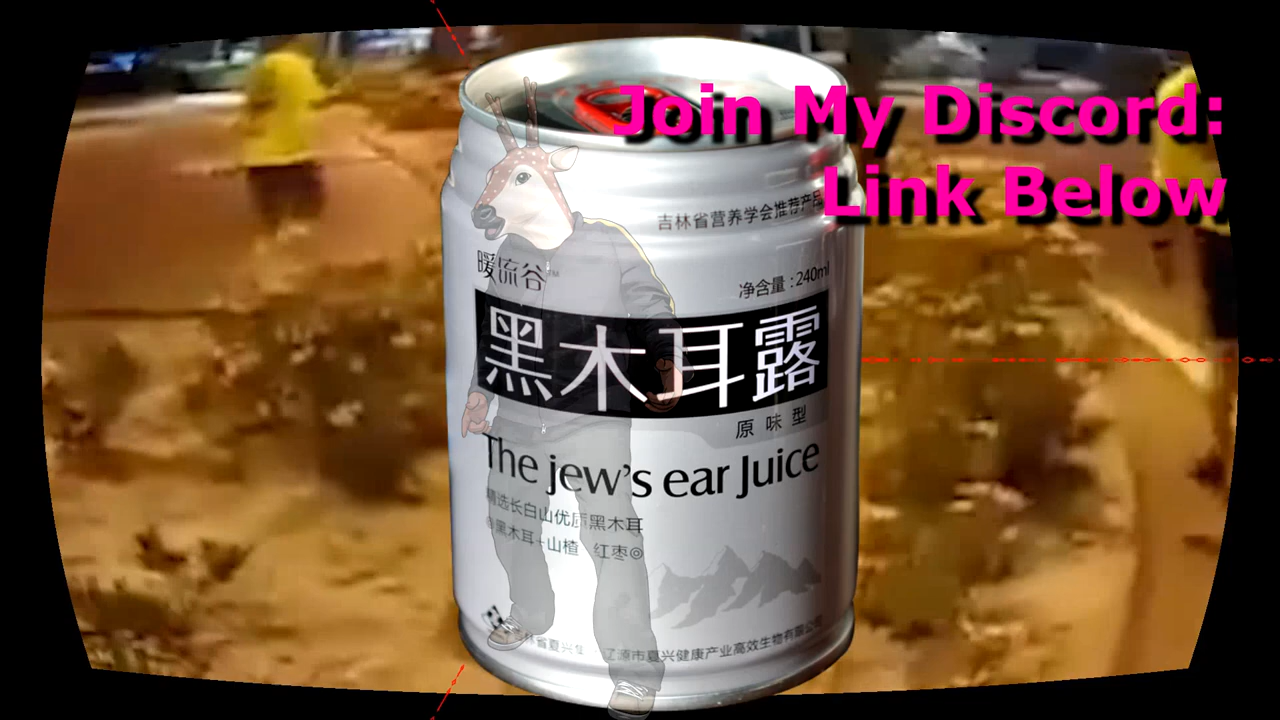 Join My Discord:
Link Below
吉林省营养学会推荐产品
暖流谷™
净含量:240ml
黑木耳露
原味型
The jew's ear Juice
精选长白山优质黑木耳
◎黑木耳+山楂 红枣◎
辽源市夏兴健康产业高效生物有限公司